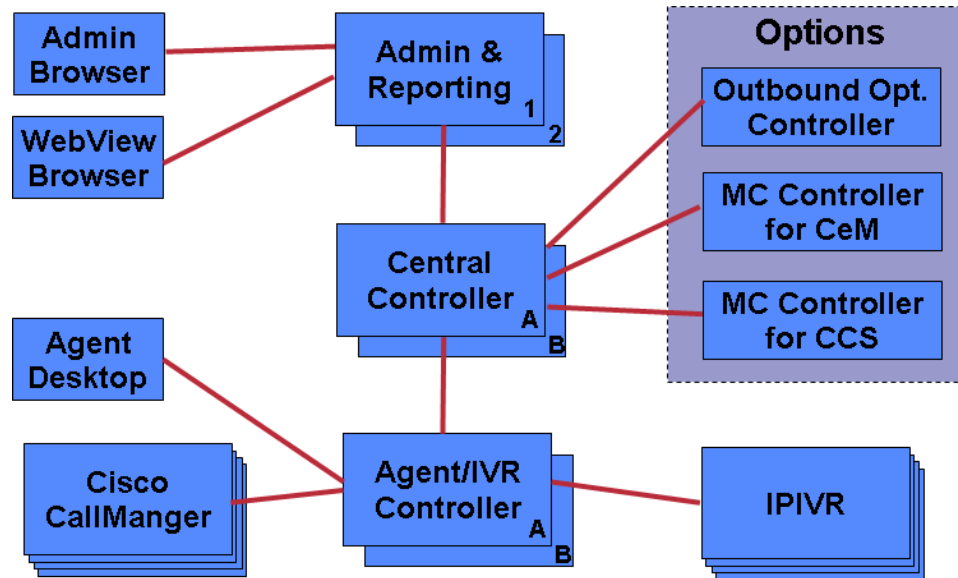 Admin
Browser
WebView
Browser
Admin &
Reporting
1
2
Options
Outbound Opt.
Controller
MC Controller
for CeM
MC Controller
for CCS
Central
Controller
A
B
Agent
Desktop
Cisco
CallManger
Agent/IVR
Controller
A
B
IPIVR